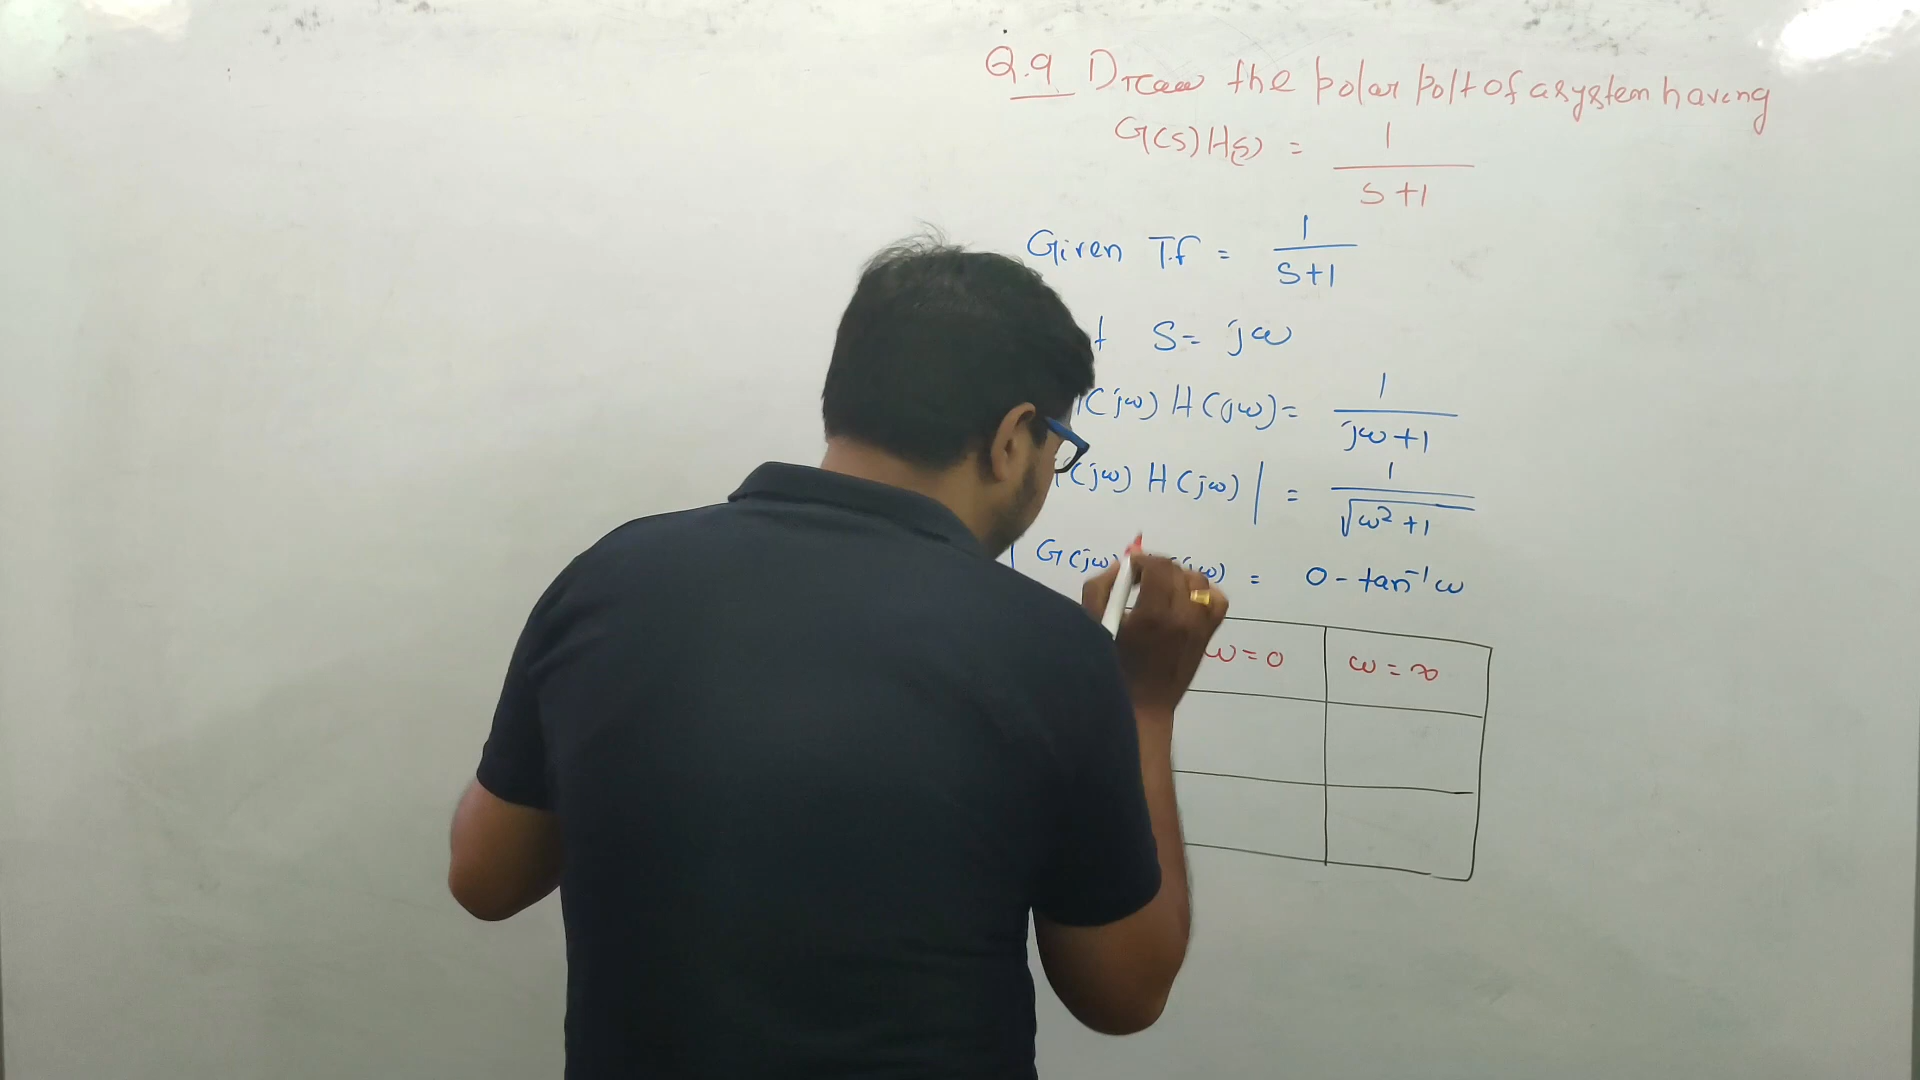 Q.9 Draw the polar polt of a system having
G(s)H(s) = 1/(s+1)
Given T.f = 1/(s+1)
s = jω
(jω) H(jω) = 1/(jω+1)
(jω) H(jω)| = 1/√(ω²+1)
G(jω) (jω) = 0 - tan⁻¹ω
ω = 0 ω = ∞